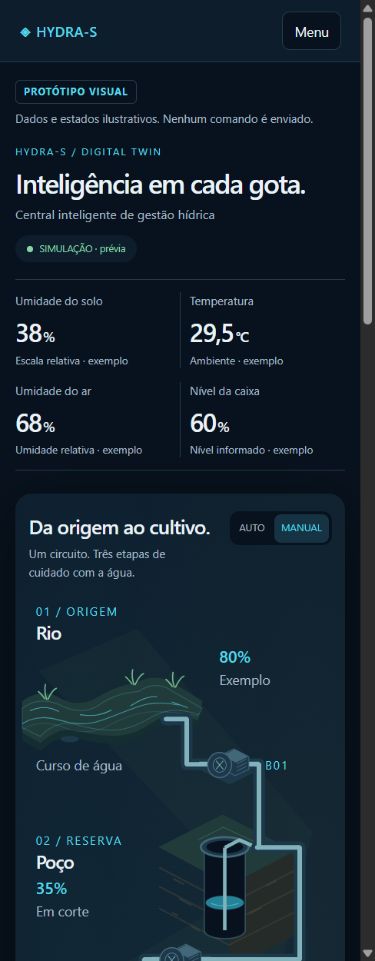 HYDRA-S
Menu
PROTÓTIPO VISUAL
Dados e estados ilustrativos. Nenhum comando é enviado.
HYDRA-S / DIGITAL TWIN
Inteligência em cada gota.
Central inteligente de gestão hídrica
SIMULAÇÃO · prévia
Umidade do solo
38%
Escala relativa · exemplo
Temperatura
29,5°C
Ambiente · exemplo
Umidade do ar
68%
Umidade relativa · exemplo
Nível da caixa
60%
Nível informado · exemplo
Da origem ao cultivo.
AUTO
MANUAL
Um circuito. Três etapas de
cuidado com a água.
01 / ORIGEM
Rio
80%
Exemplo
Curso de água
B01
02 / RESERVA
Poço
35%
Em corte